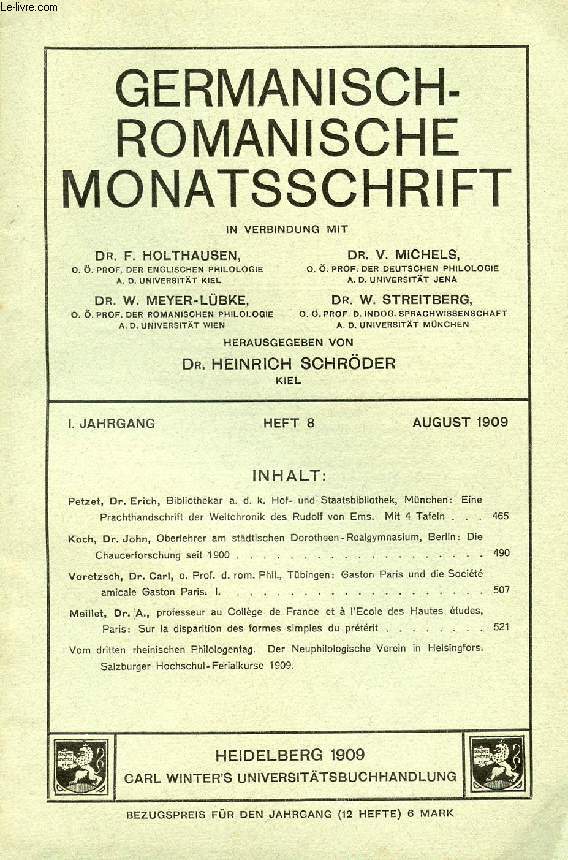 Le-livre.com
GERMANISCH-
ROMANISCHE
MONATSSCHRIFT
IN VERBINDUNG MIT
DR. F. HOLTHAUSEN,
O. Ö. PROF. DER ENGLISCHEN PHILOLOGIE
A. D. UNIVERSITÄT KIEL
DR. V. MICHELS,
O. Ö. PROF. DER DEUTSCHEN PHILOLOGIE
A. D. UNIVERSITÄT JENA
DR. W. MEYER-LÜBKE,
O. Ö. PROF. DER ROMANISCHEN PHILOLOGIE
A. D. UNIVERSITÄT WIEN
DR. W. STREITBERG,
O. Ö. PROF. D. INDOG. SPRACHWISSENSCHAFT
A. D. UNIVERSITÄT MÜNCHEN
HERAUSGEGEBEN VON
DR. HEINRICH SCHRÖDER
KIEL
I. JAHRGANG HEFT 8 AUGUST 1909
INHALT:
Petzet, Dr. Erich, Bibliothekar a. d. k. Hof- und Staatsbibliothek, München: Eine
Prachthandschrift der Weltchronik des Rudolf von Ems. Mit 4 Tafeln . . . 465
Koch, Dr. John, Oberlehrer am städtischen Dorotheen-Realgymnasium, Berlin: Die
Chaucerforschung seit 1900 . . . . . . . . . . . . . . . . . . 490
Voretzsch, Dr. Carl, o. Prof. d. rom. Phil., Tübingen: Gaston Paris und die Société
amicale Gaston Paris. I. . . . . . . . . . . . . . . . . . . . 507
Meillet, Dr. A., professeur au Collège de France et à l'Ecole des Hautes études,
Paris: Sur la disparition des formes simples du prétérit . . . . . . . . 521
Vom dritten rheinischen Philologentag. Der Neuphilologische Verein in Helsingfors.
Salzburger Hochschul-Ferialkurse 1909.
HEIDELBERG 1909
CARL WINTER'S UNIVERSITÄTSBUCHHANDLUNG
BEZUGSPREIS FÜR DEN JAHRGANG (12 HEFTE) 6 MARK